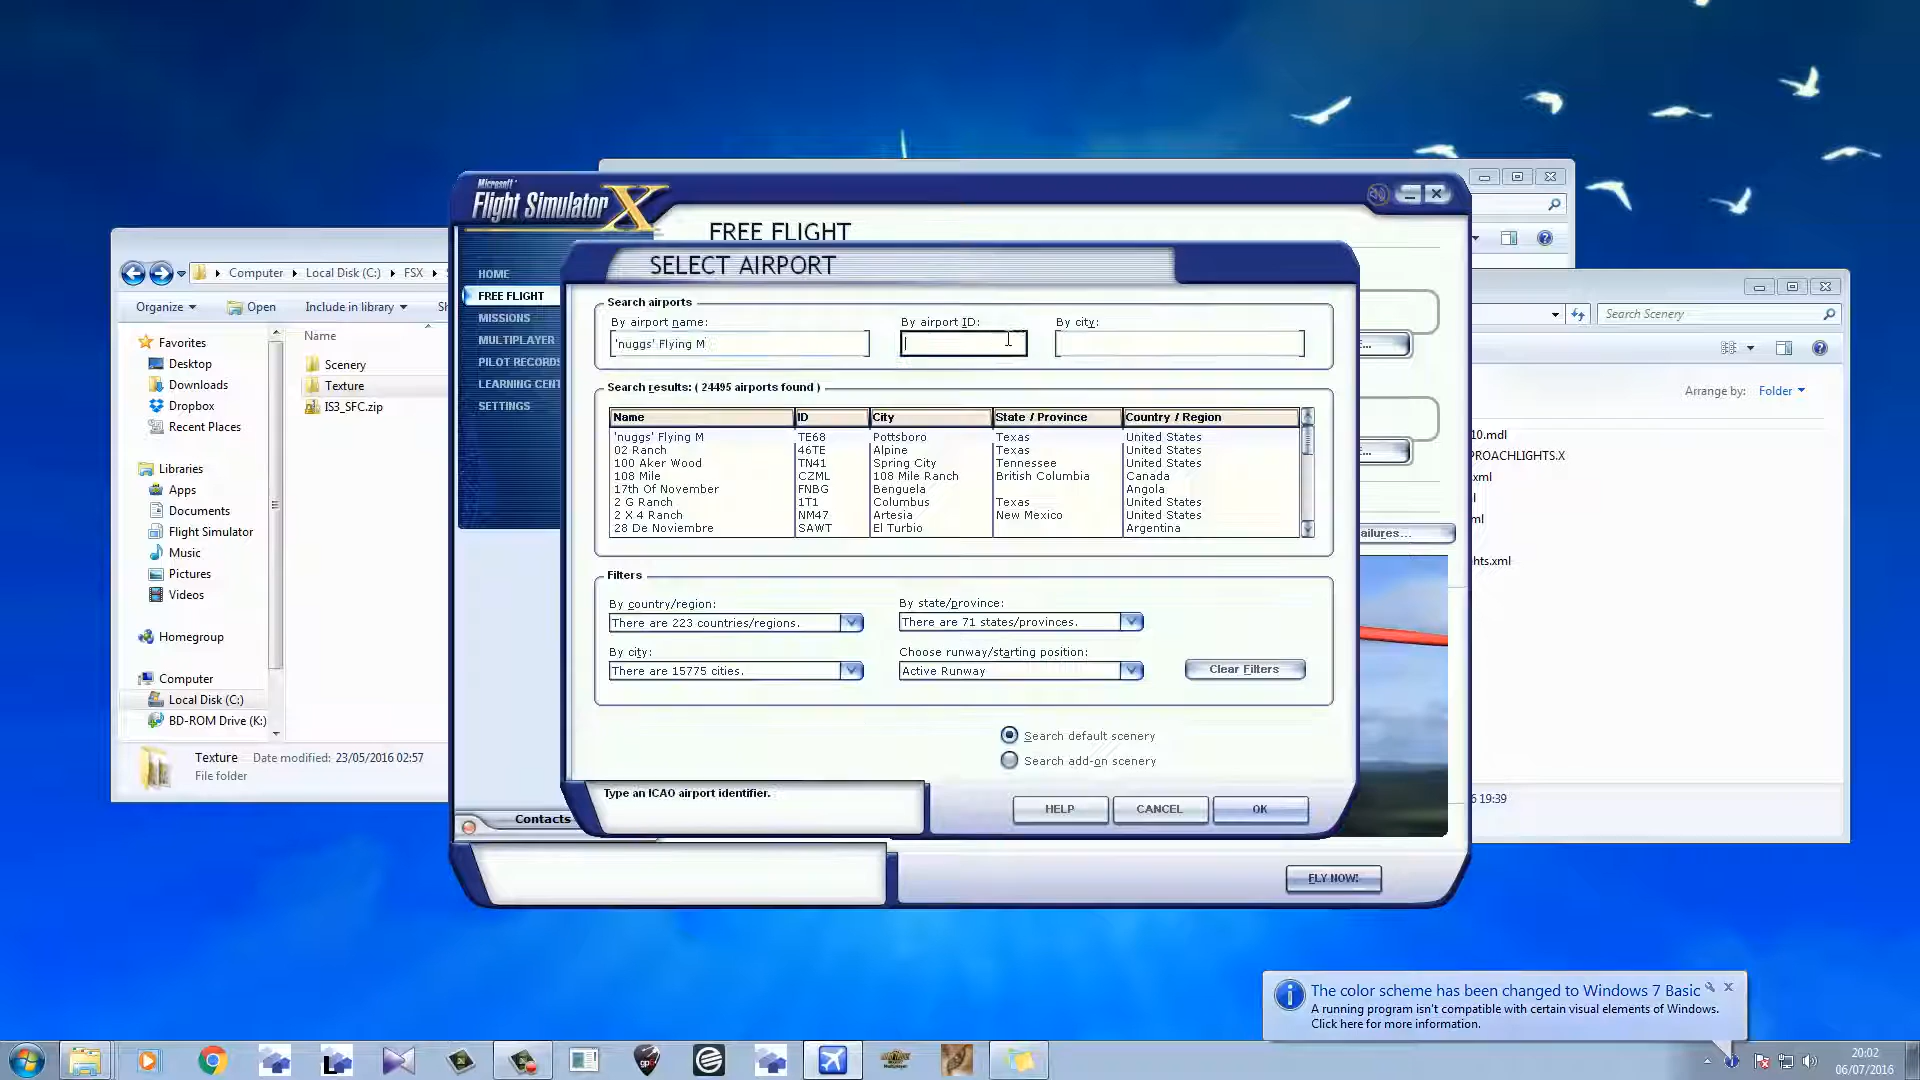 Microsoft
Flight Simulator X
FREE FLIGHT
SELECT AIRPORT
Computer
Local Disk (C:)
FSX
HOME
FREE FLIGHT
MISSIONS
MULTIPLAYER
PILOT RECORDS
LEARNING CENT
SETTINGS
Organize
Open
Include in library
Name
Favorites
Desktop
Downloads
Dropbox
Recent Places
Libraries
Apps
Documents
Flight Simulator
Music
Pictures
Videos
Homegroup
Computer
Local Disk (C:)
BD-ROM Drive (K:)
Scenery
Texture
IS3_SFC.zip
Texture Date modified: 23/05/2016 02:57
File folder
Search airports
By airport name: By airport ID: By city:
'nuggs' Flying M
Search results: ( 24495 airports found )
Name ID City State / Province Country / Region
'nuggs' Flying M TE68 Pottsboro Texas United States
02 Ranch 46TE Alpine Texas United States
100 Aker Wood TN41 Spring City Tennessee United States
108 Mile CZML 108 Mile Ranch British Columbia Canada
17th Of November FNBG Benguela Angola
2 G Ranch 1T1 Columbus Texas United States
2 X 4 Ranch NM47 Artesia New Mexico United States
28 De Noviembre SAWT El Turbio Argentina
Filters
By country/region: By state/province:
There are 223 countries/regions. There are 71 states/provinces.
By city: Choose runway/starting position:
There are 15775 cities. Active Runway
Clear Filters
Search default scenery
Search add-on scenery
Type an ICAO airport identifier.
HELP CANCEL OK
Contacts
FLY NOW!
ailures...
Search Scenery
Arrange by: Folder
10.mdl
PROACHLIGHTS.X
xml
ml
hts.xml
6 19:39
The color scheme has been changed to Windows 7 Basic
A running program isn't compatible with certain visual elements of Windows.
Click here for more information.
20:02
06/07/2016